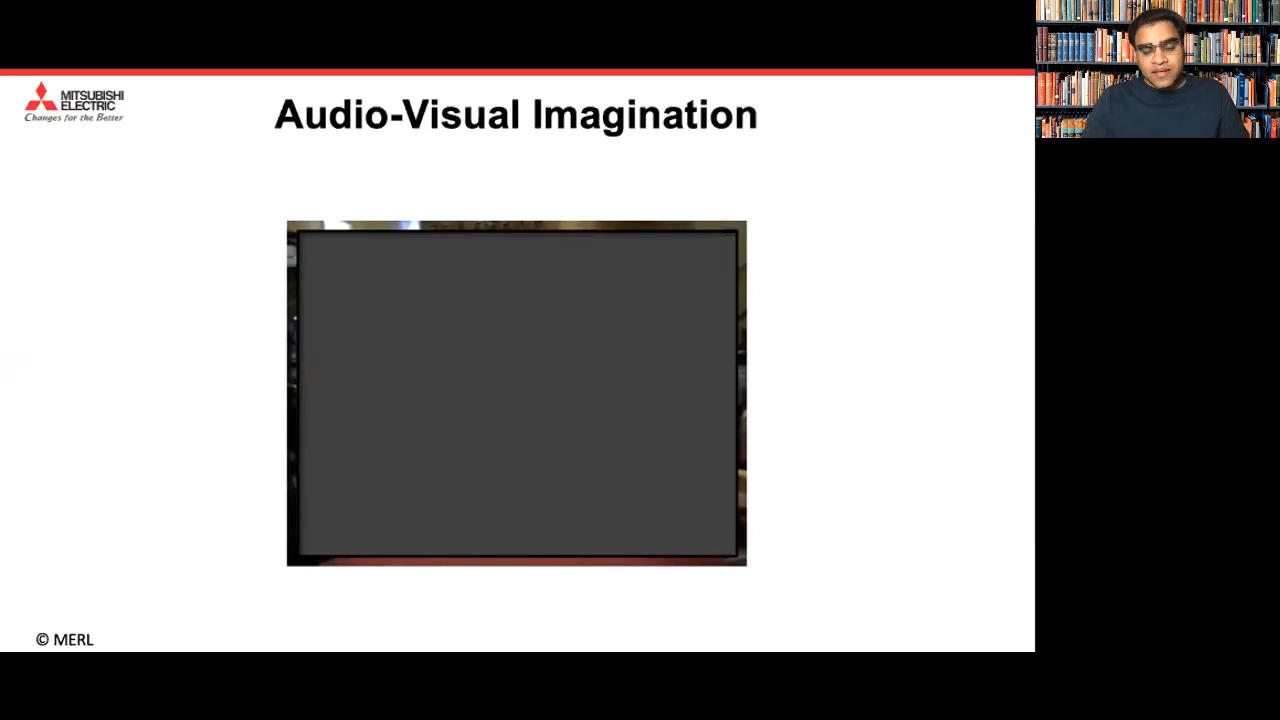 MITSUBISHI
ELECTRIC
Changes for the Better
Audio-Visual Imagination
© MERL